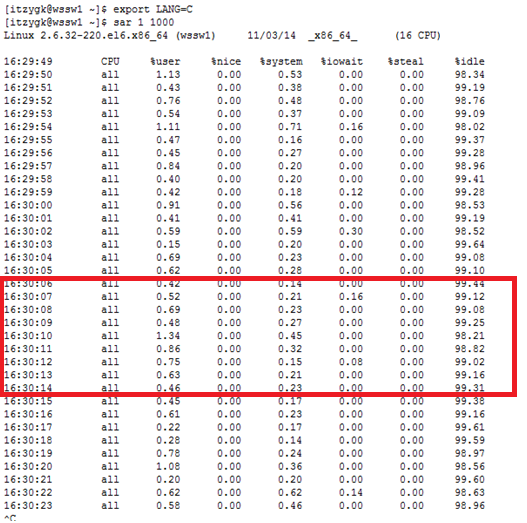 [itzygk@wssw1 ~]$ export LANG=C
[itzygk@wssw1 ~]$ sar 1 1000
Linux 2.6.32-220.el6.x86_64 (wssw1) 11/03/14 _x86_64_ (16 CPU)
16:29:49 CPU %user %nice %system %iowait %steal %idle
16:29:50 all 1.13 0.00 0.53 0.00 0.00 98.34
16:29:51 all 0.43 0.00 0.38 0.00 0.00 99.19
16:29:52 all 0.76 0.00 0.48 0.00 0.00 98.76
16:29:53 all 0.54 0.00 0.37 0.00 0.00 99.09
16:29:54 all 1.11 0.00 0.71 0.16 0.00 98.02
16:29:55 all 0.47 0.00 0.16 0.00 0.00 99.37
16:29:56 all 0.45 0.00 0.27 0.00 0.00 99.28
16:29:57 all 0.84 0.00 0.20 0.00 0.00 98.96
16:29:58 all 0.40 0.00 0.20 0.00 0.00 99.41
16:29:59 all 0.42 0.00 0.18 0.12 0.00 99.28
16:30:00 all 0.91 0.00 0.56 0.00 0.00 98.53
16:30:01 all 0.41 0.00 0.41 0.00 0.00 99.19
16:30:02 all 0.59 0.00 0.59 0.30 0.00 98.52
16:30:03 all 0.15 0.00 0.20 0.00 0.00 99.64
16:30:04 all 0.69 0.00 0.23 0.00 0.00 99.08
16:30:05 all 0.62 0.00 0.28 0.00 0.00 99.10
16:30:06 all 0.42 0.00 0.14 0.00 0.00 99.44
16:30:07 all 0.52 0.00 0.21 0.16 0.00 99.12
16:30:08 all 0.69 0.00 0.23 0.00 0.00 99.08
16:30:09 all 0.48 0.00 0.27 0.00 0.00 99.25
16:30:10 all 1.34 0.00 0.45 0.00 0.00 98.21
16:30:11 all 0.86 0.00 0.32 0.00 0.00 98.82
16:30:12 all 0.75 0.00 0.15 0.08 0.00 99.02
16:30:13 all 0.63 0.00 0.21 0.00 0.00 99.16
16:30:14 all 0.46 0.00 0.23 0.00 0.00 99.31
16:30:15 all 0.45 0.00 0.17 0.00 0.00 99.38
16:30:16 all 0.61 0.00 0.23 0.00 0.00 99.16
16:30:17 all 0.22 0.00 0.17 0.00 0.00 99.61
16:30:18 all 0.28 0.00 0.14 0.00 0.00 99.59
16:30:19 all 0.78 0.00 0.24 0.00 0.00 98.97
16:30:20 all 1.08 0.00 0.36 0.00 0.00 98.56
16:30:21 all 0.20 0.00 0.20 0.00 0.00 99.60
16:30:22 all 0.62 0.00 0.62 0.14 0.00 98.63
16:30:23 all 0.58 0.00 0.46 0.00 0.00 98.96
^C